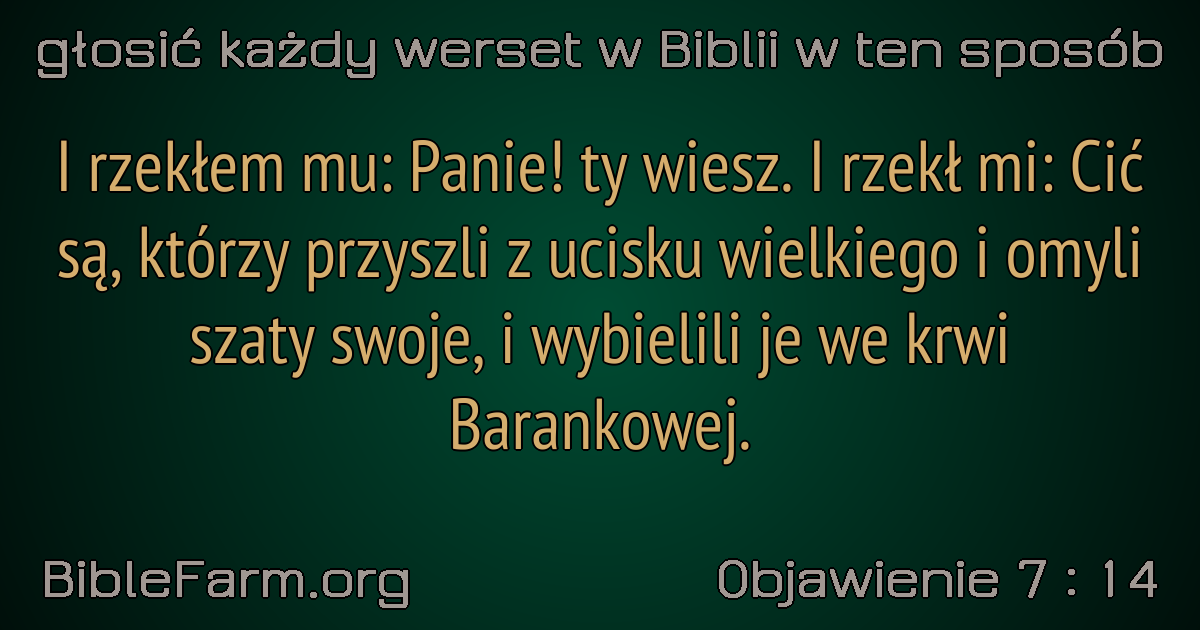 głosić każdy werset w Biblii w ten sposób
I rzekłem mu: Panie! ty wiesz. I rzekł mi: Cić
są, którzy przyszli z ucisku wielkiego i omyli
szaty swoje, i wybielili je we krwi
Barankowej.
BibleFarm.org
Objawienie 7 : 14